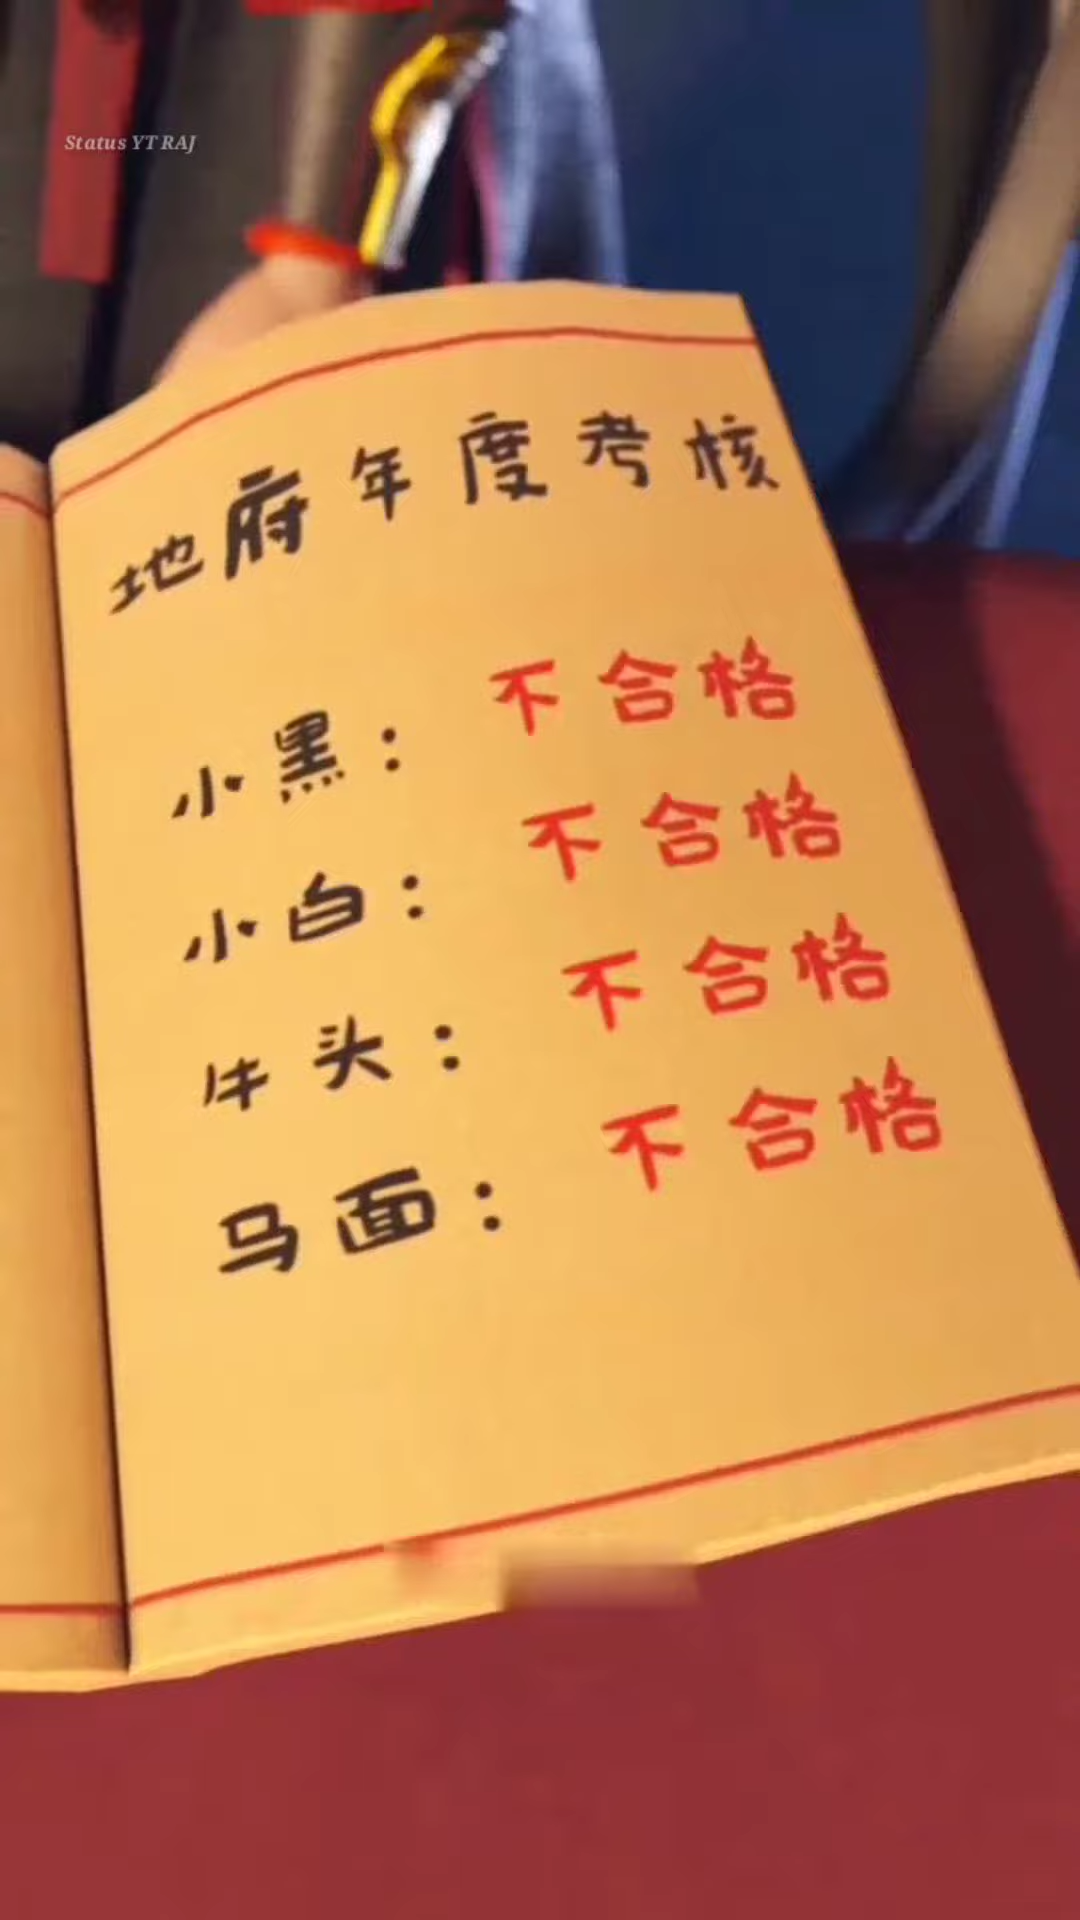 Status YT RAJ
地府年度考核
小黑： 不合格
小白： 不合格
牛头： 不合格
马面： 不合格